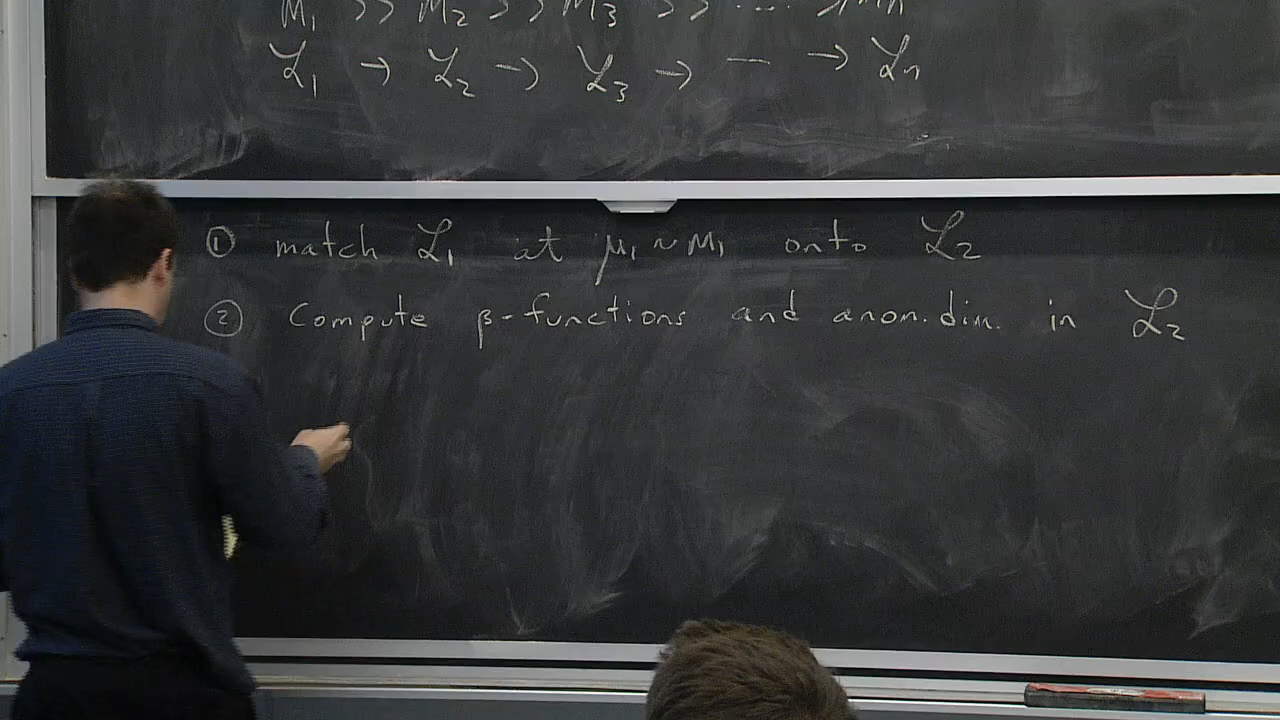 M₁ >> M₂ >> M₃ >> .... >> Mₙ
ℒ₁ → ℒ₂ → ℒ₃ → — → ℒₙ
① match ℒ₁ at μ₁ ~ M₁ onto ℒ₂
② Compute β-functions and anom. dim. in ℒ₂